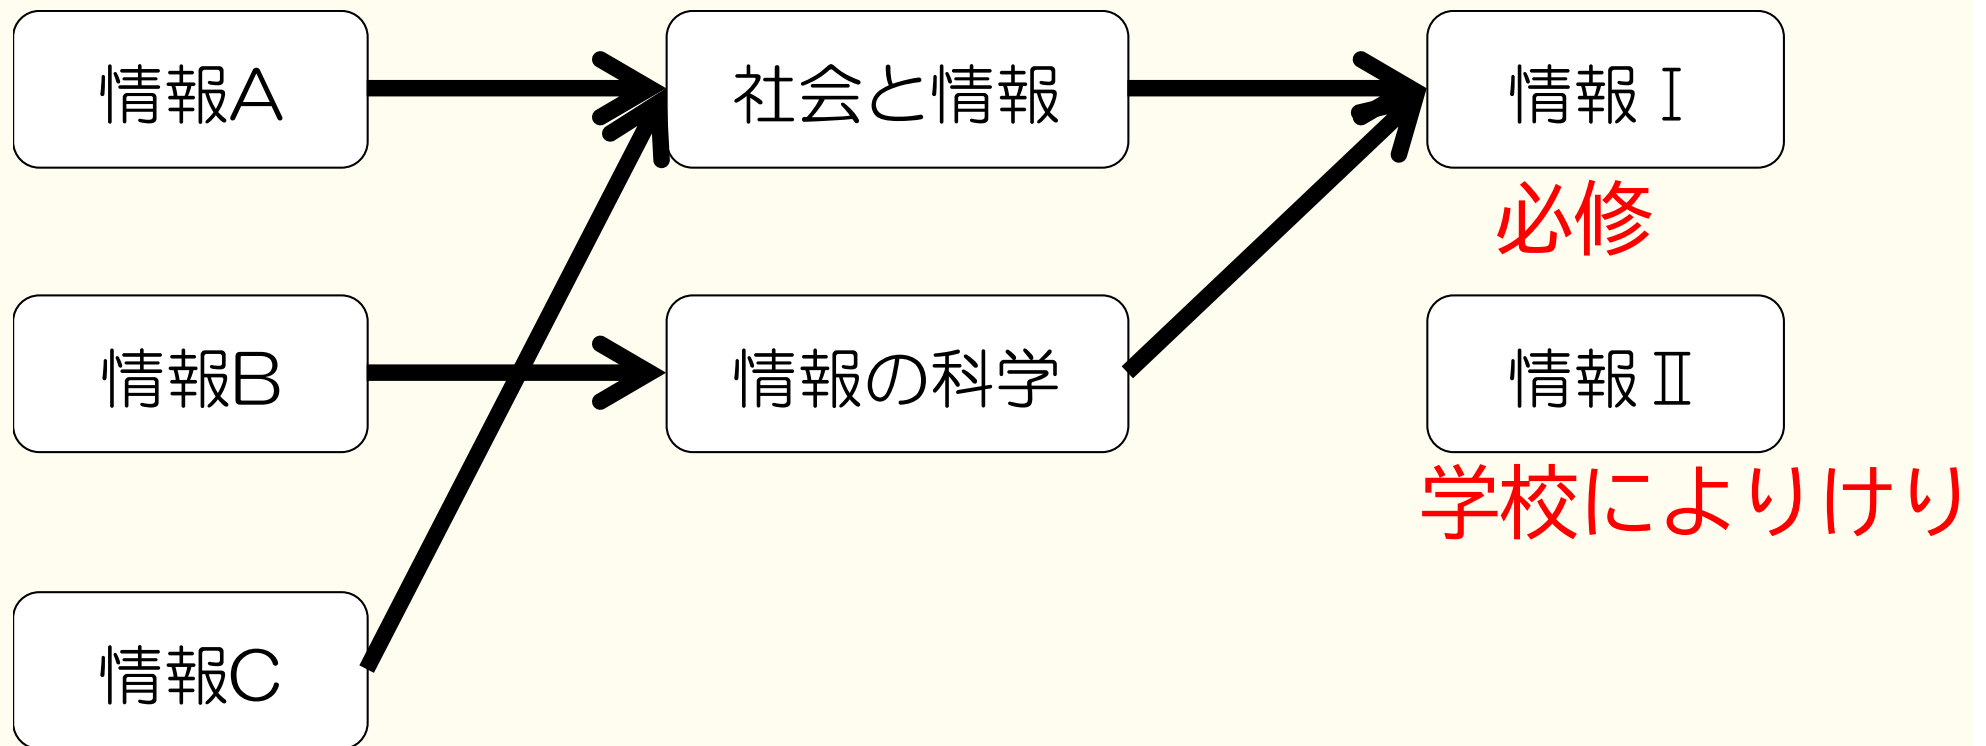 情報A
社会と情報
情報Ⅰ
必修
情報B
情報の科学
情報Ⅱ
学校によりけり
情報C